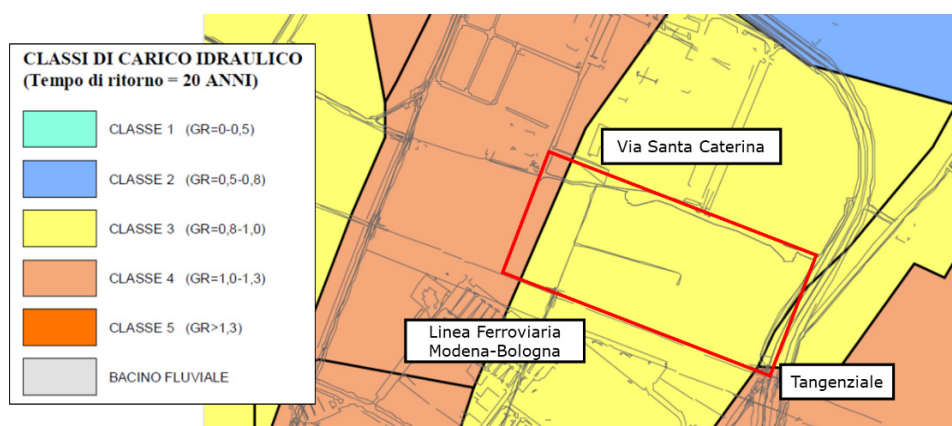 CLASSI DI CARICO IDRAULICO
(Tempo di ritorno = 20 ANNI)
CLASSE 1 (GR=0-0,5)
CLASSE 2 (GR=0,5-0,8)
CLASSE 3 (GR=0,8-1,0)
CLASSE 4 (GR=1,0-1,3)
CLASSE 5 (GR>1,3)
BACINO FLUVIALE
Via Santa Caterina
Linea Ferroviaria
Modena-Bologna
Tangenziale